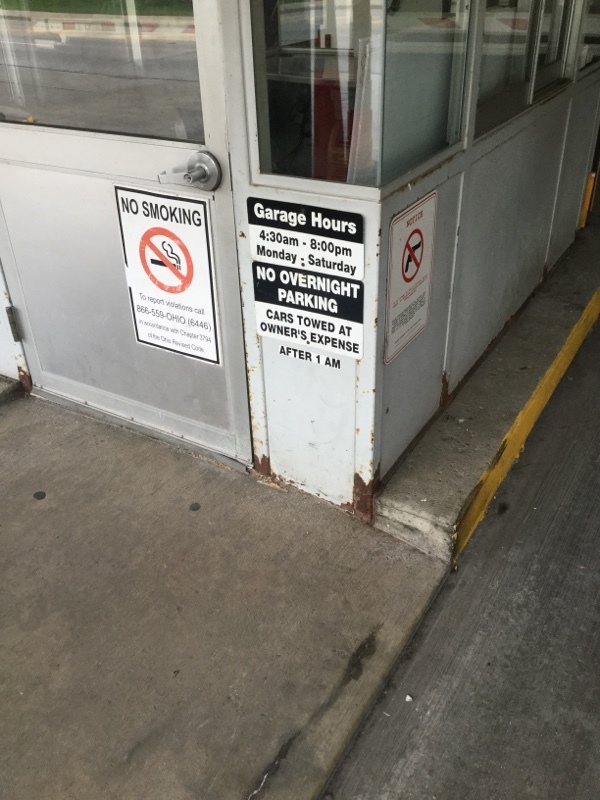 NO SMOKING
To report violations call
866-559-OHIO (6446)
in accordance with Chapter 3794
of the Ohio Revised Code
Garage Hours
4:30am - 8:00pm
Monday - Saturday
NO OVERNIGHT
PARKING
CARS TOWED AT
OWNER'S EXPENSE
AFTER 1 AM
NOTICE